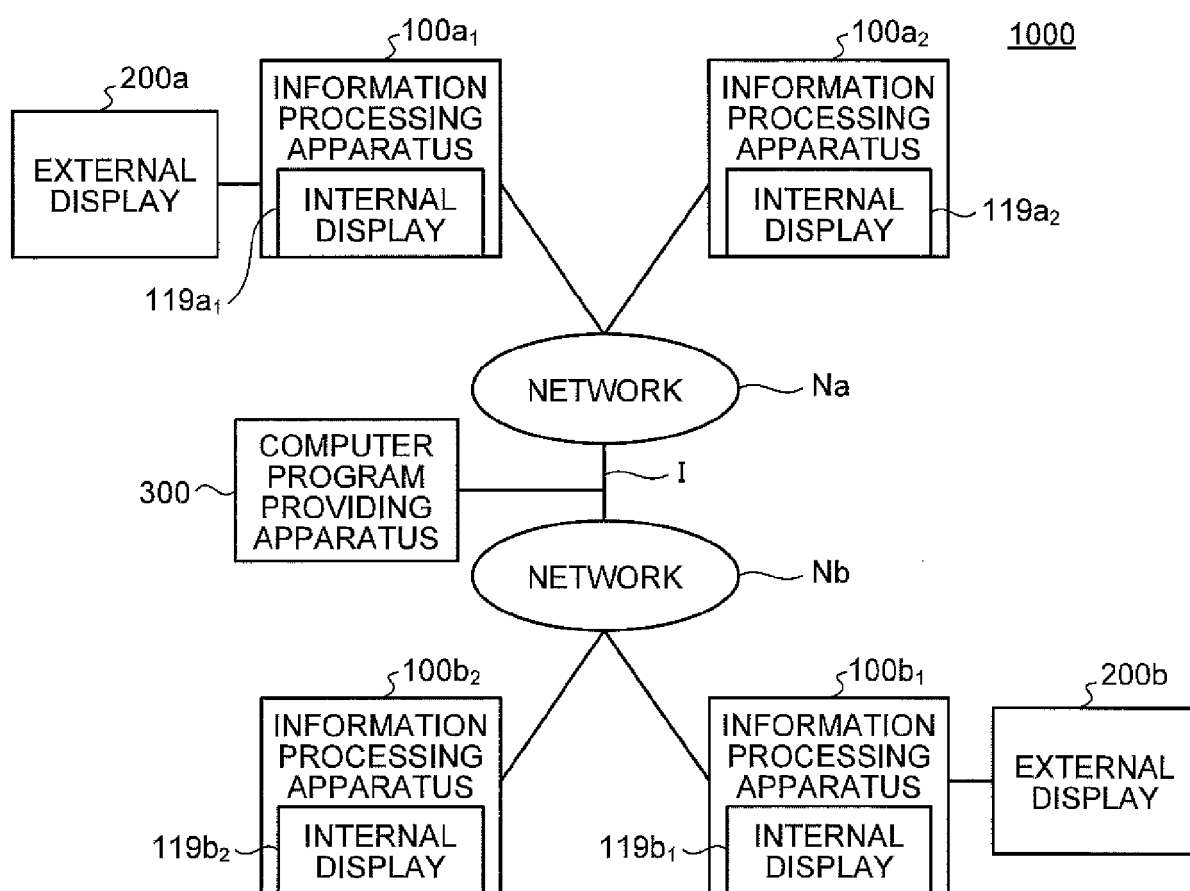 1000
100a₁
100a₂
200a
INFORMATION
PROCESSING
APPARATUS
INTERNAL
DISPLAY
INFORMATION
PROCESSING
APPARATUS
INTERNAL
DISPLAY
EXTERNAL
DISPLAY
119a₁
119a₂
NETWORK
Na
COMPUTER
PROGRAM
PROVIDING
APPARATUS
300
I
NETWORK
Nb
100b₂
100b₁
200b
INFORMATION
PROCESSING
APPARATUS
INTERNAL
DISPLAY
119b₂
INFORMATION
PROCESSING
APPARATUS
INTERNAL
DISPLAY
119b₁
EXTERNAL
DISPLAY